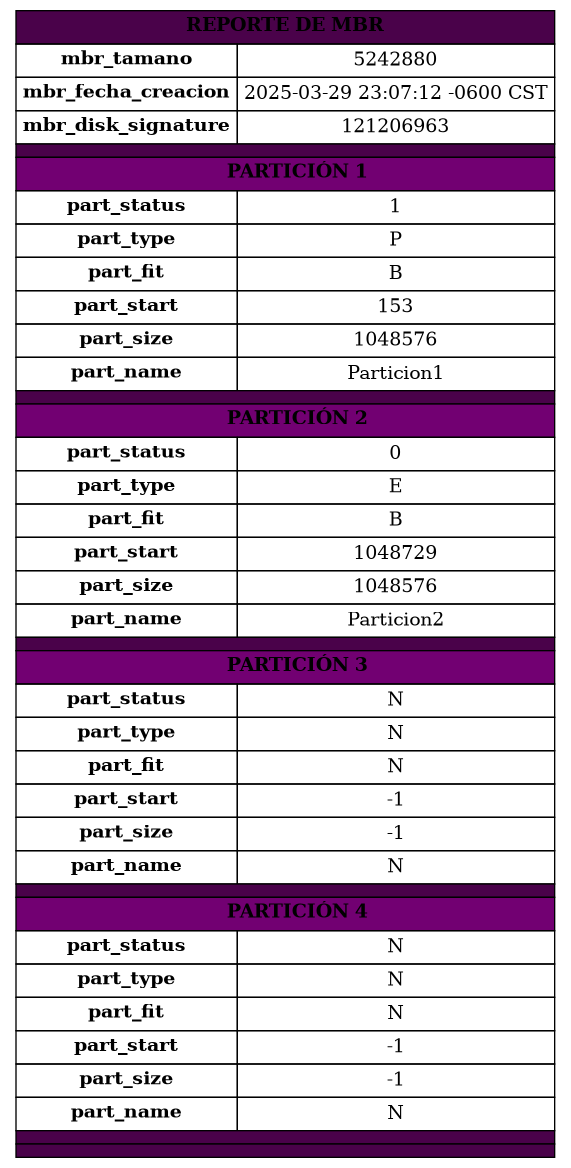 REPORTE DE MBR
mbr_tamano 5242880
mbr_fecha_creacion 2025-03-29 23:07:12 -0600 CST
mbr_disk_signature 121206963
PARTICIÓN 1
part_status 1
part_type P
part_fit B
part_start 153
part_size 1048576
part_name Particion1
PARTICIÓN 2
part_status 0
part_type E
part_fit B
part_start 1048729
part_size 1048576
part_name Particion2
PARTICIÓN 3
part_status N
part_type N
part_fit N
part_start -1
part_size -1
part_name N
PARTICIÓN 4
part_status N
part_type N
part_fit N
part_start -1
part_size -1
part_name N